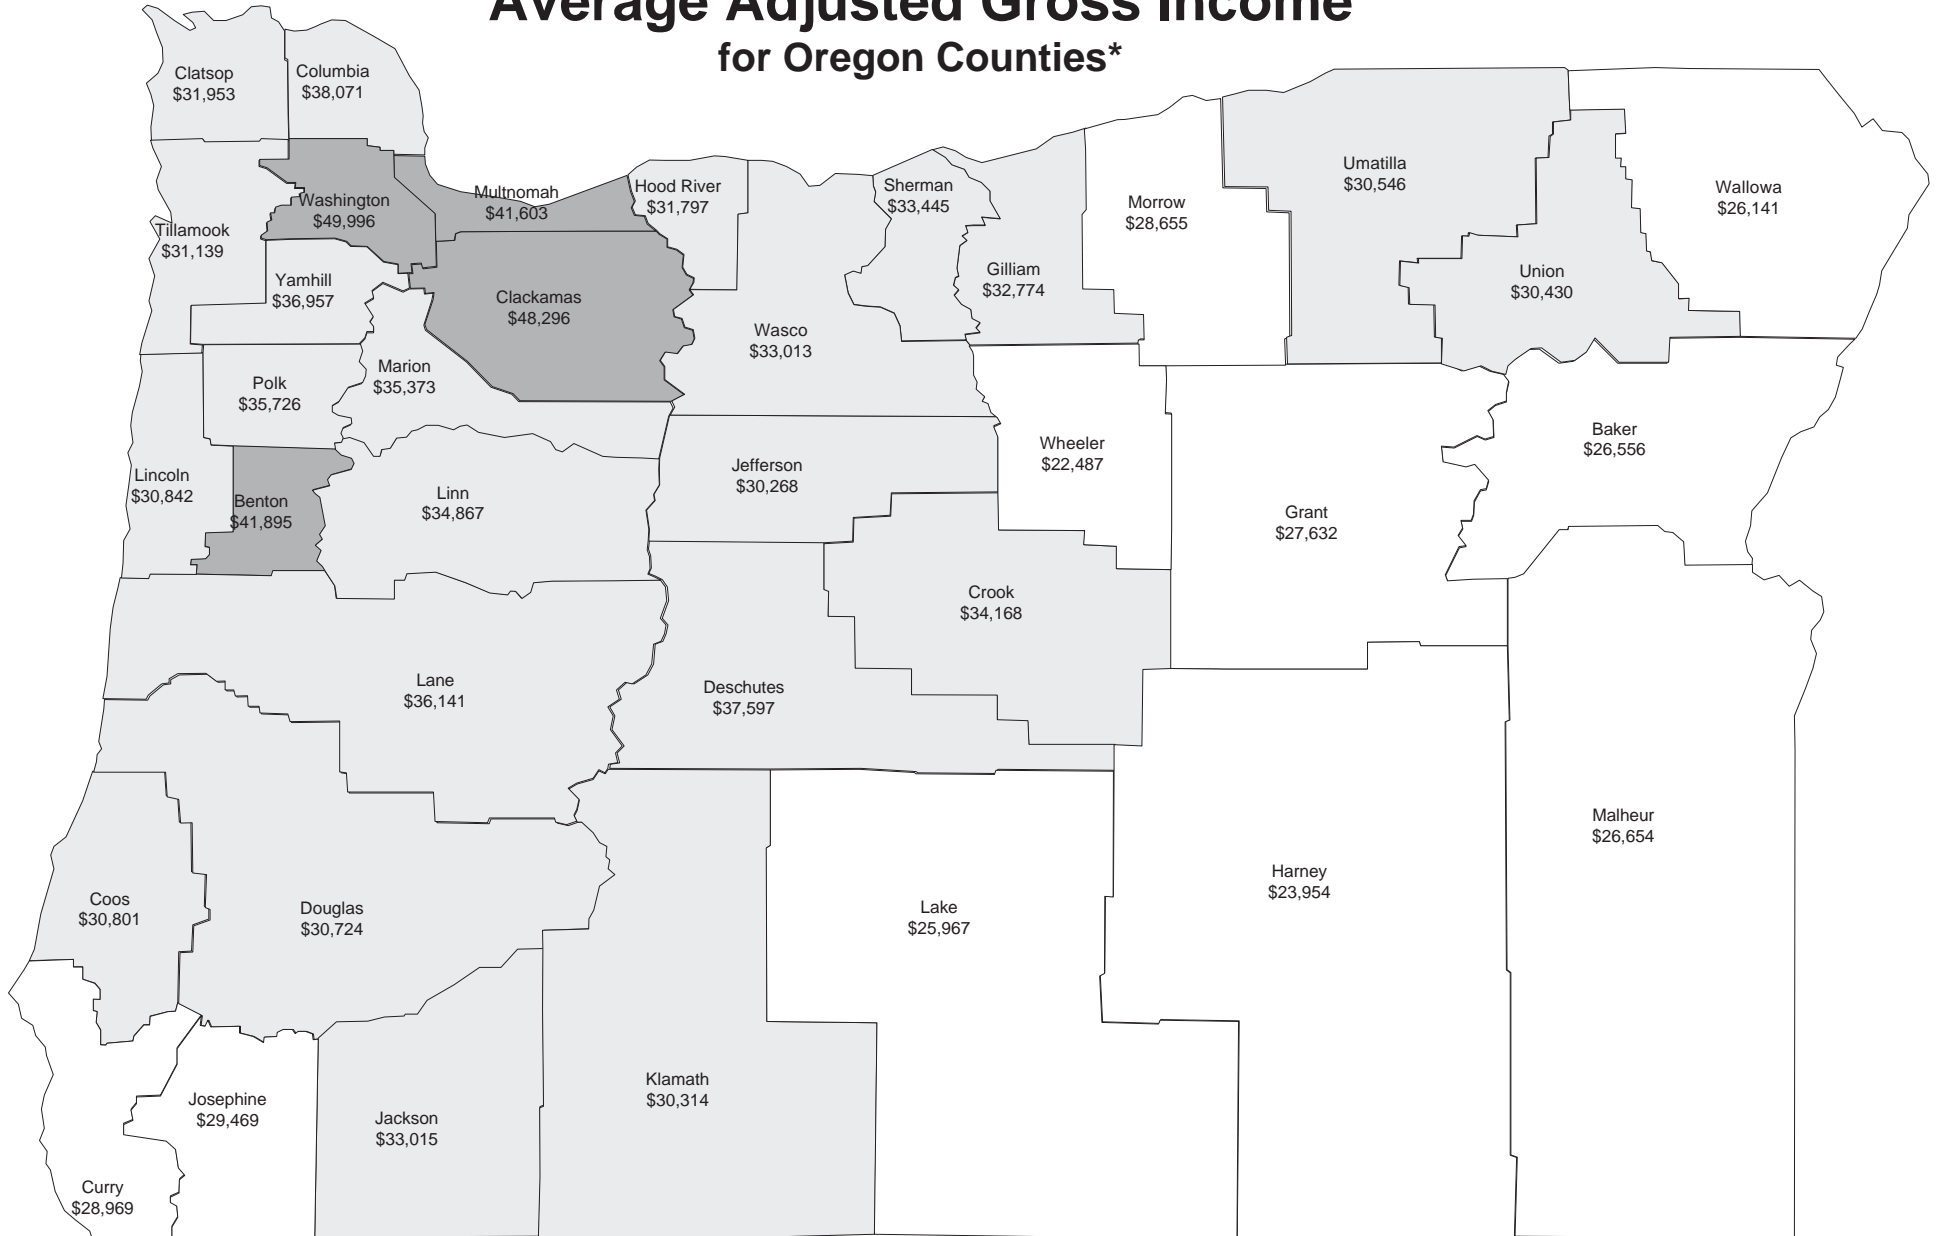 Average Adjusted Gross Income
for Oregon Counties*
Clatsop
$31,953
Columbia
$38,071
Washington
$49,996
Multnomah
$41,603
Hood River
$31,797
Sherman
$33,445
Morrow
$28,655
Umatilla
$30,546
Wallowa
$26,141
Tillamook
$31,139
Yamhill
$36,957
Clackamas
$48,296
Wasco
$33,013
Gilliam
$32,774
Union
$30,430
Polk
$35,726
Marion
$35,373
Lincoln
$30,842
Benton
$41,895
Linn
$34,867
Jefferson
$30,268
Wheeler
$22,487
Grant
$27,632
Baker
$26,556
Crook
$34,168
Lane
$36,141
Deschutes
$37,597
Malheur
$26,654
Harney
$23,954
Coos
$30,801
Douglas
$30,724
Lake
$25,967
Klamath
$30,314
Josephine
$29,469
Jackson
$33,015
Curry
$28,969